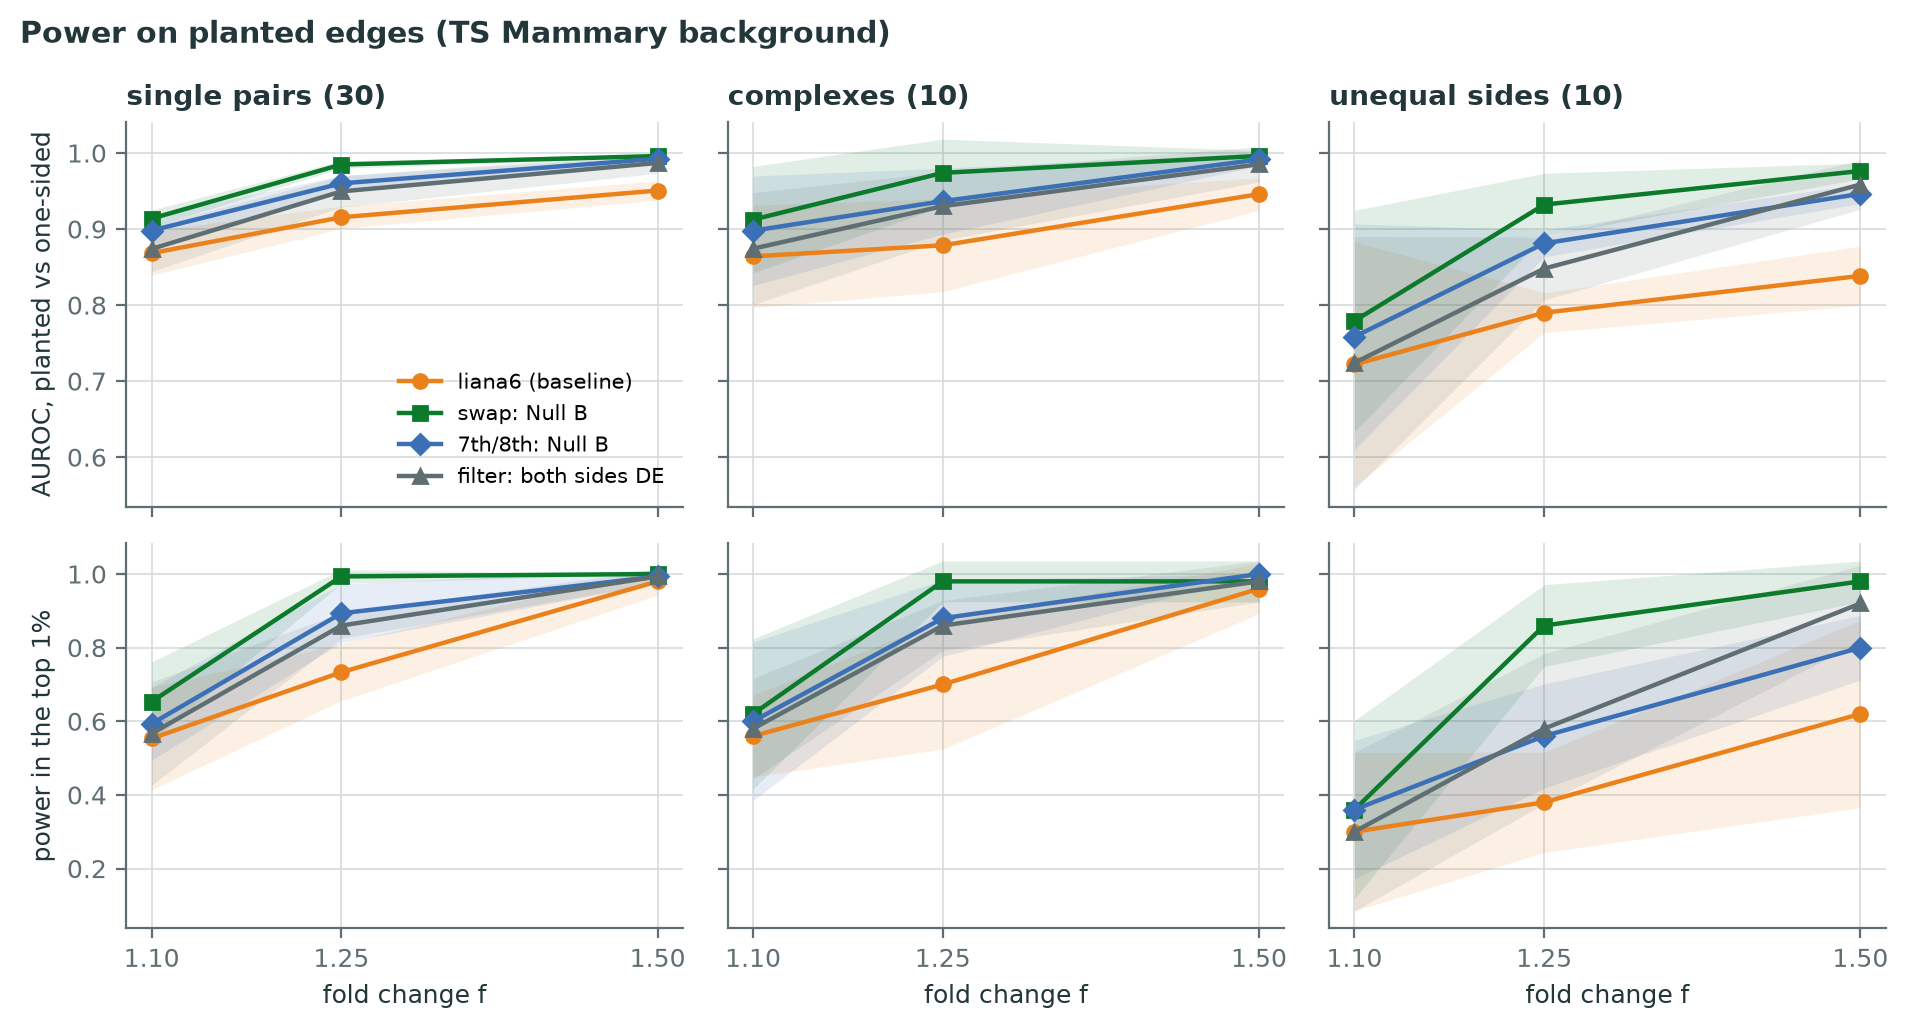 Power on planted edges (TS Mammary background)
single pairs (30)
complexes (10)
unequal sides (10)
AUROC, planted vs one-sided
1.0
0.9
0.8
0.7
0.6
liana6 (baseline)
swap: Null B
7th/8th: Null B
filter: both sides DE
power in the top 1%
1.0
0.8
0.6
0.4
0.2
1.10 1.25 1.50
1.10 1.25 1.50
1.10 1.25 1.50
fold change f
fold change f
fold change f